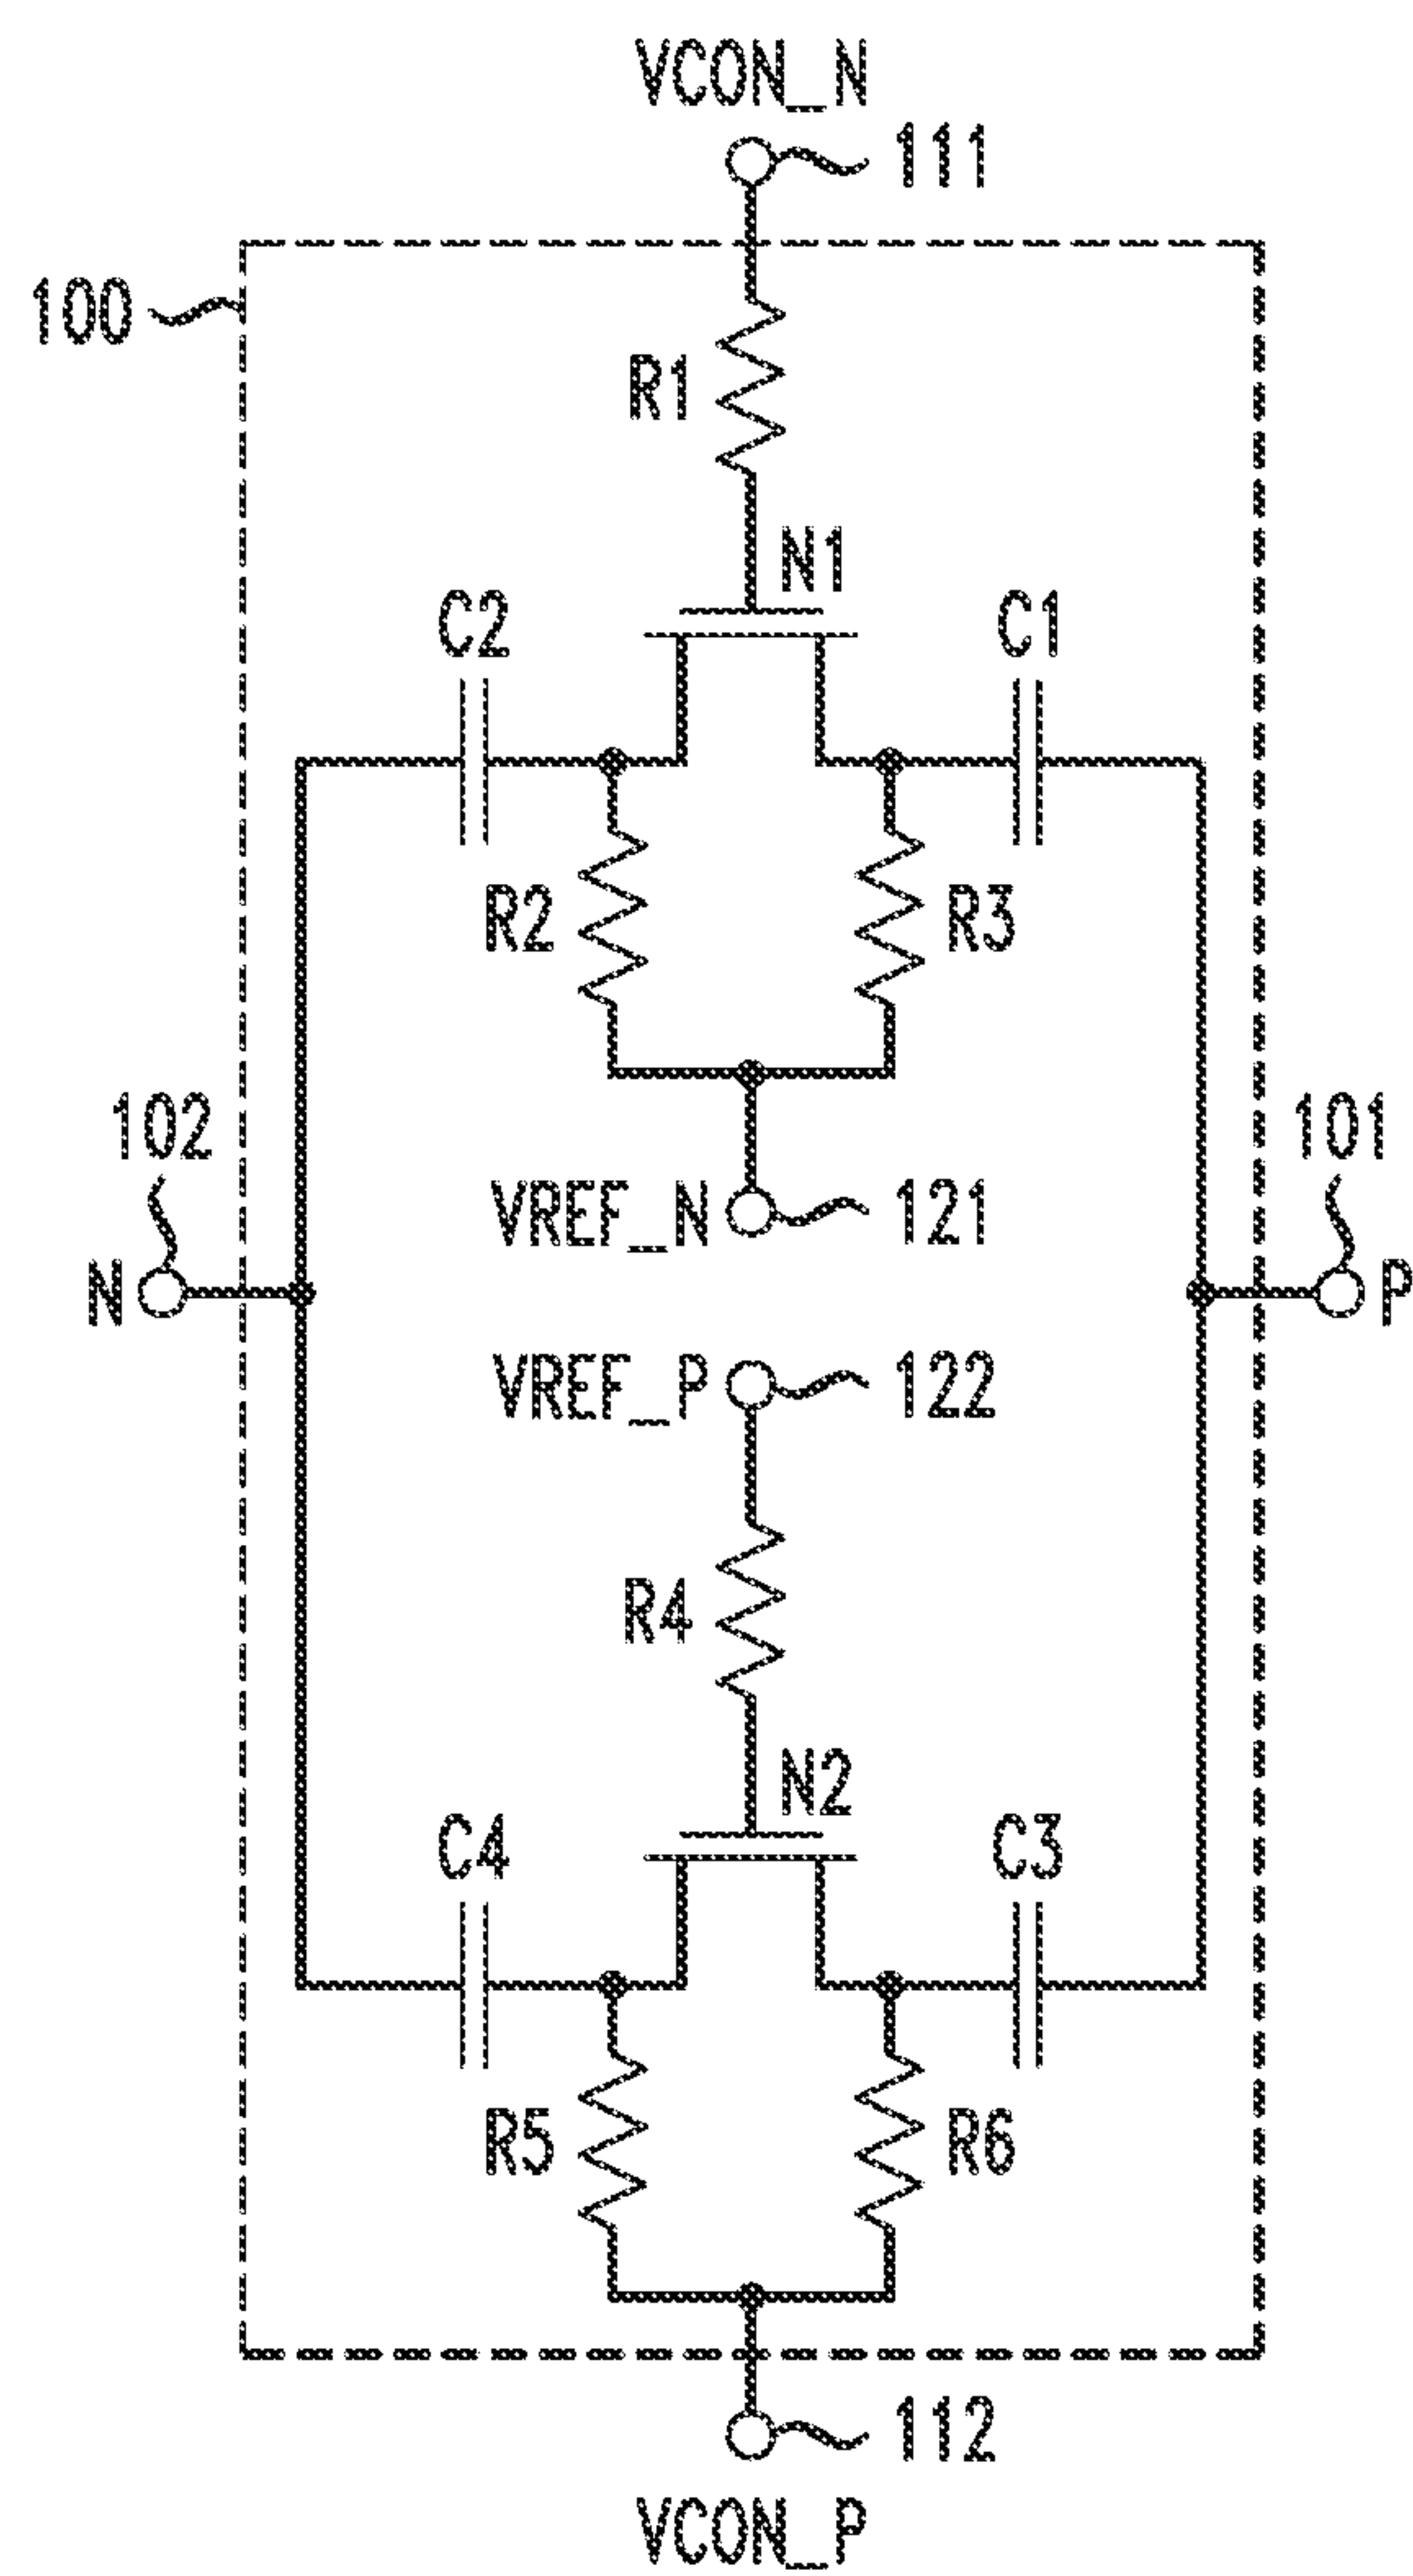 VCON_N
111
100
R1
N1
C2
C1
R2
R3
102
101
VREF_N
121
N
P
VREF_P
122
R4
N2
C4
C3
R5
R6
112
VCON_P